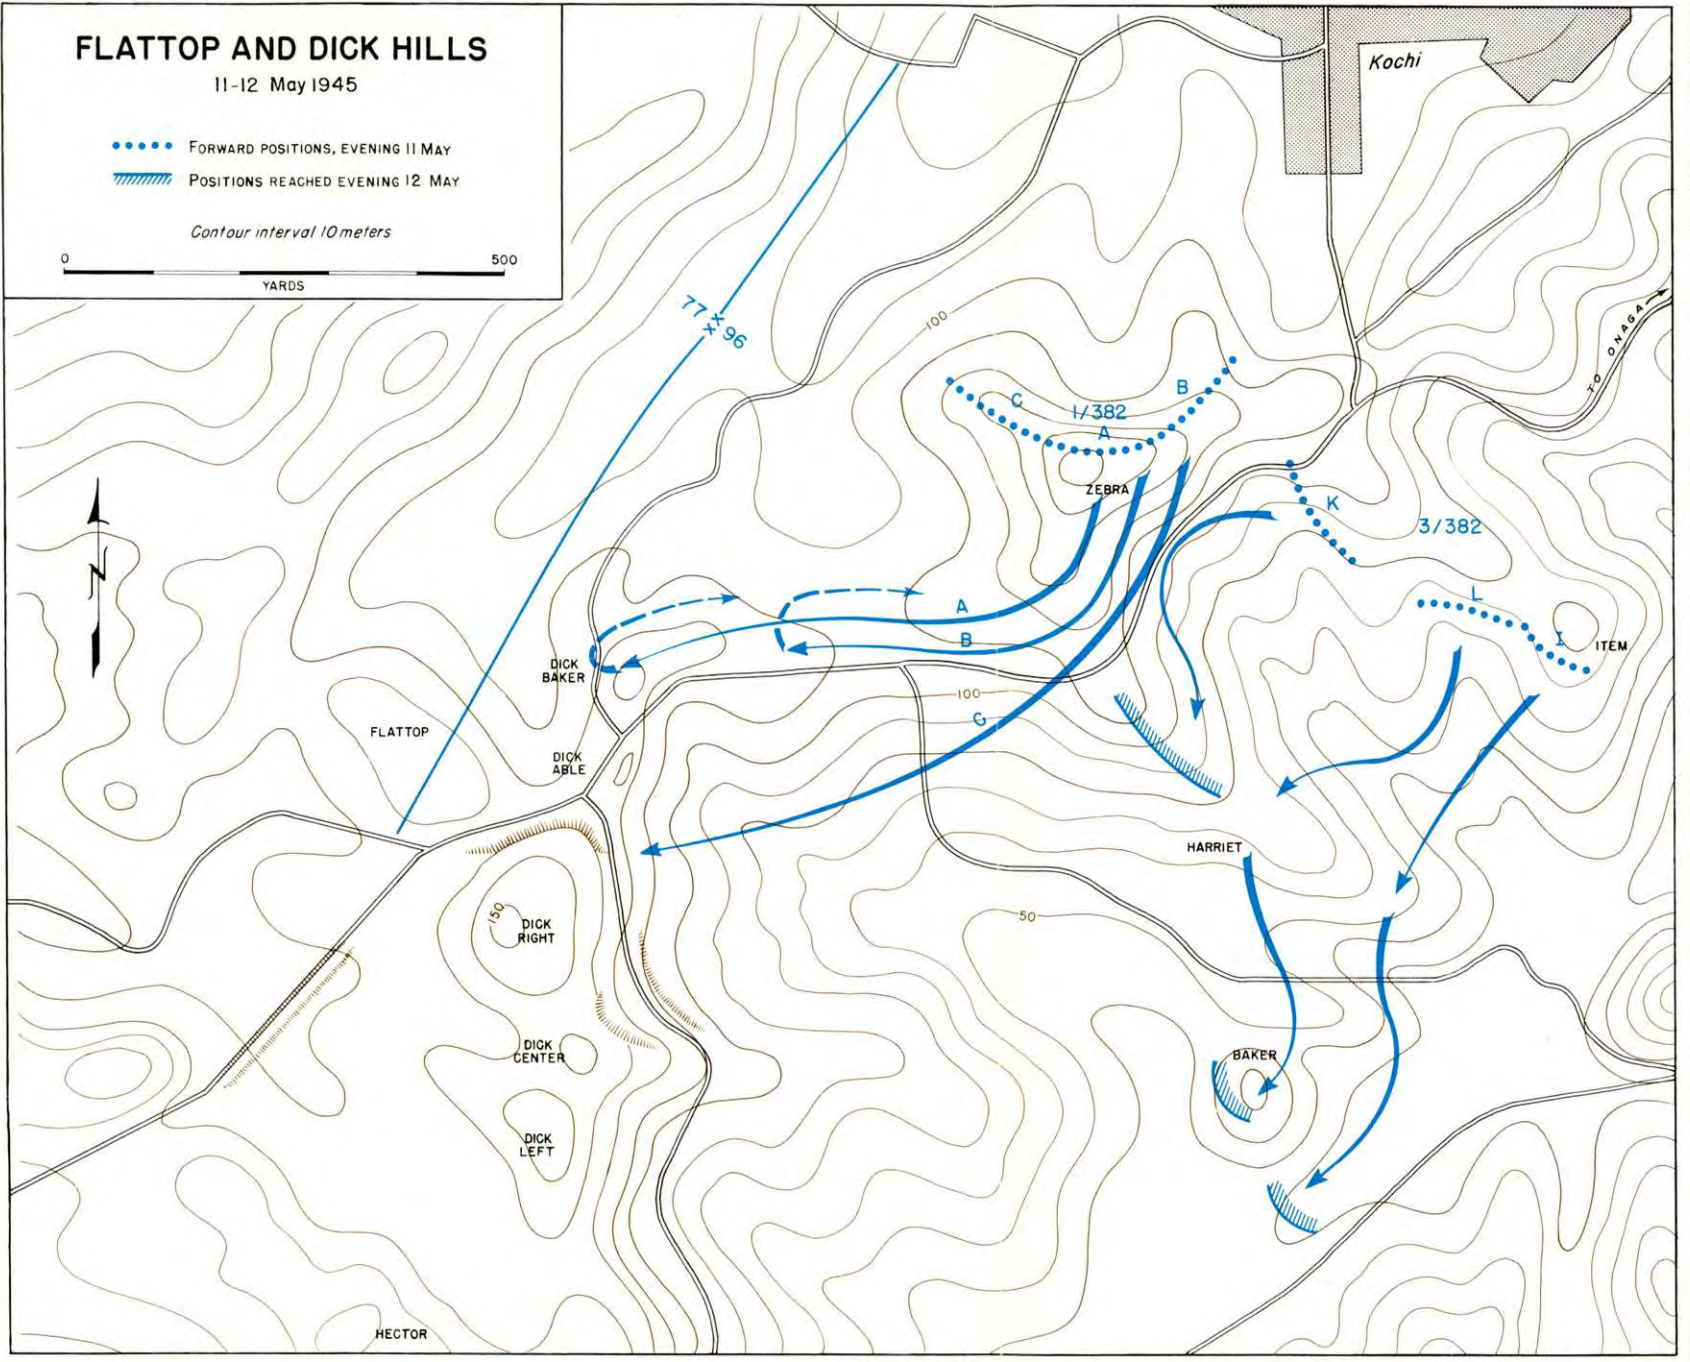 FLATTOP AND DICK HILLS
11-12 May 1945
FORWARD POSITIONS, EVENING 11 MAY
POSITIONS REACHED EVENING 12 MAY
Contour interval 10 meters
0
500
YARDS
Kochi
77
96
100
TO ONAGA
C
B
1/382
A
ZEBRA
K
3/382
L
I
ITEM
A
B
DICK
BAKER
100
C
FLATTOP
DICK
ABLE
HARRIET
150
DICK
RIGHT
50
DICK
CENTER
BAKER
DICK
LEFT
HECTOR
N